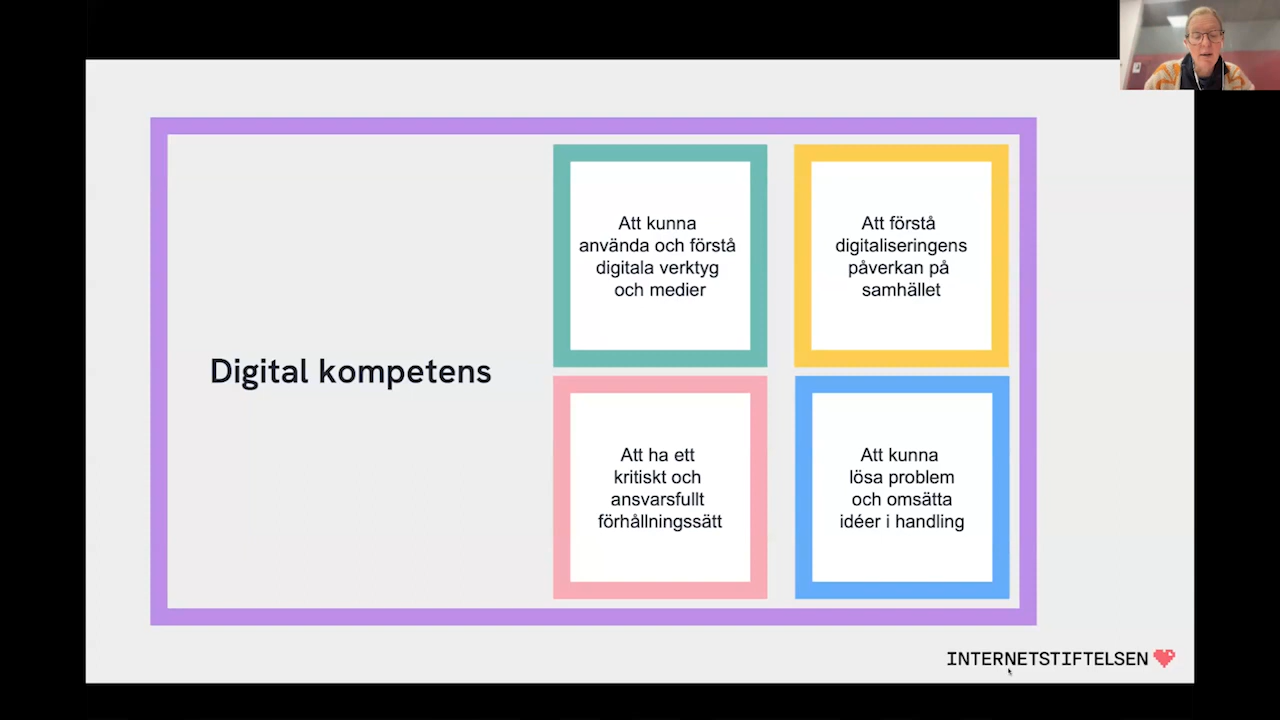 Digital kompetens
Att kunna
använda och förstå
digitala verktyg
och medier
Att förstå
digitaliseringens
påverkan på
samhället
Att ha ett
kritiskt och
ansvarsfullt
förhållningssätt
Att kunna
lösa problem
och omsätta
idéer i handling
INTERNETSTIFTELSEN